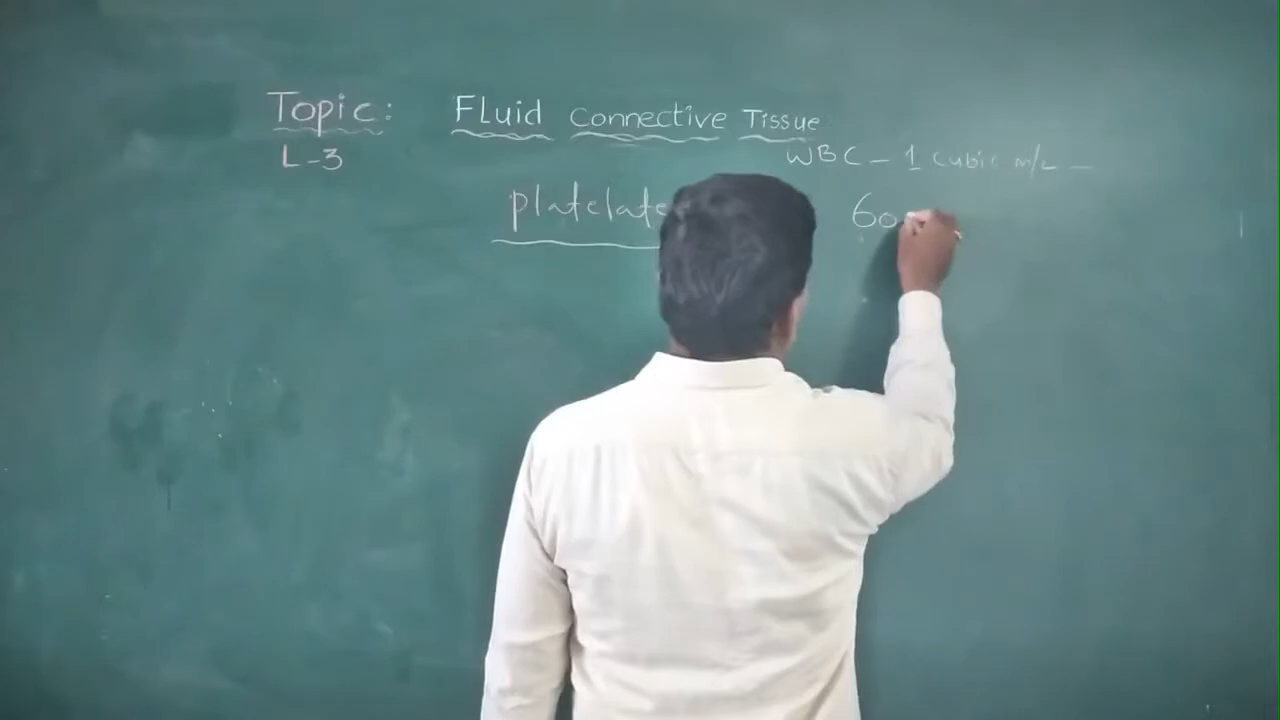 Topic: Fluid Connective Tissue
L-3
WBC - 1 Cubic m/L -
platelate
60